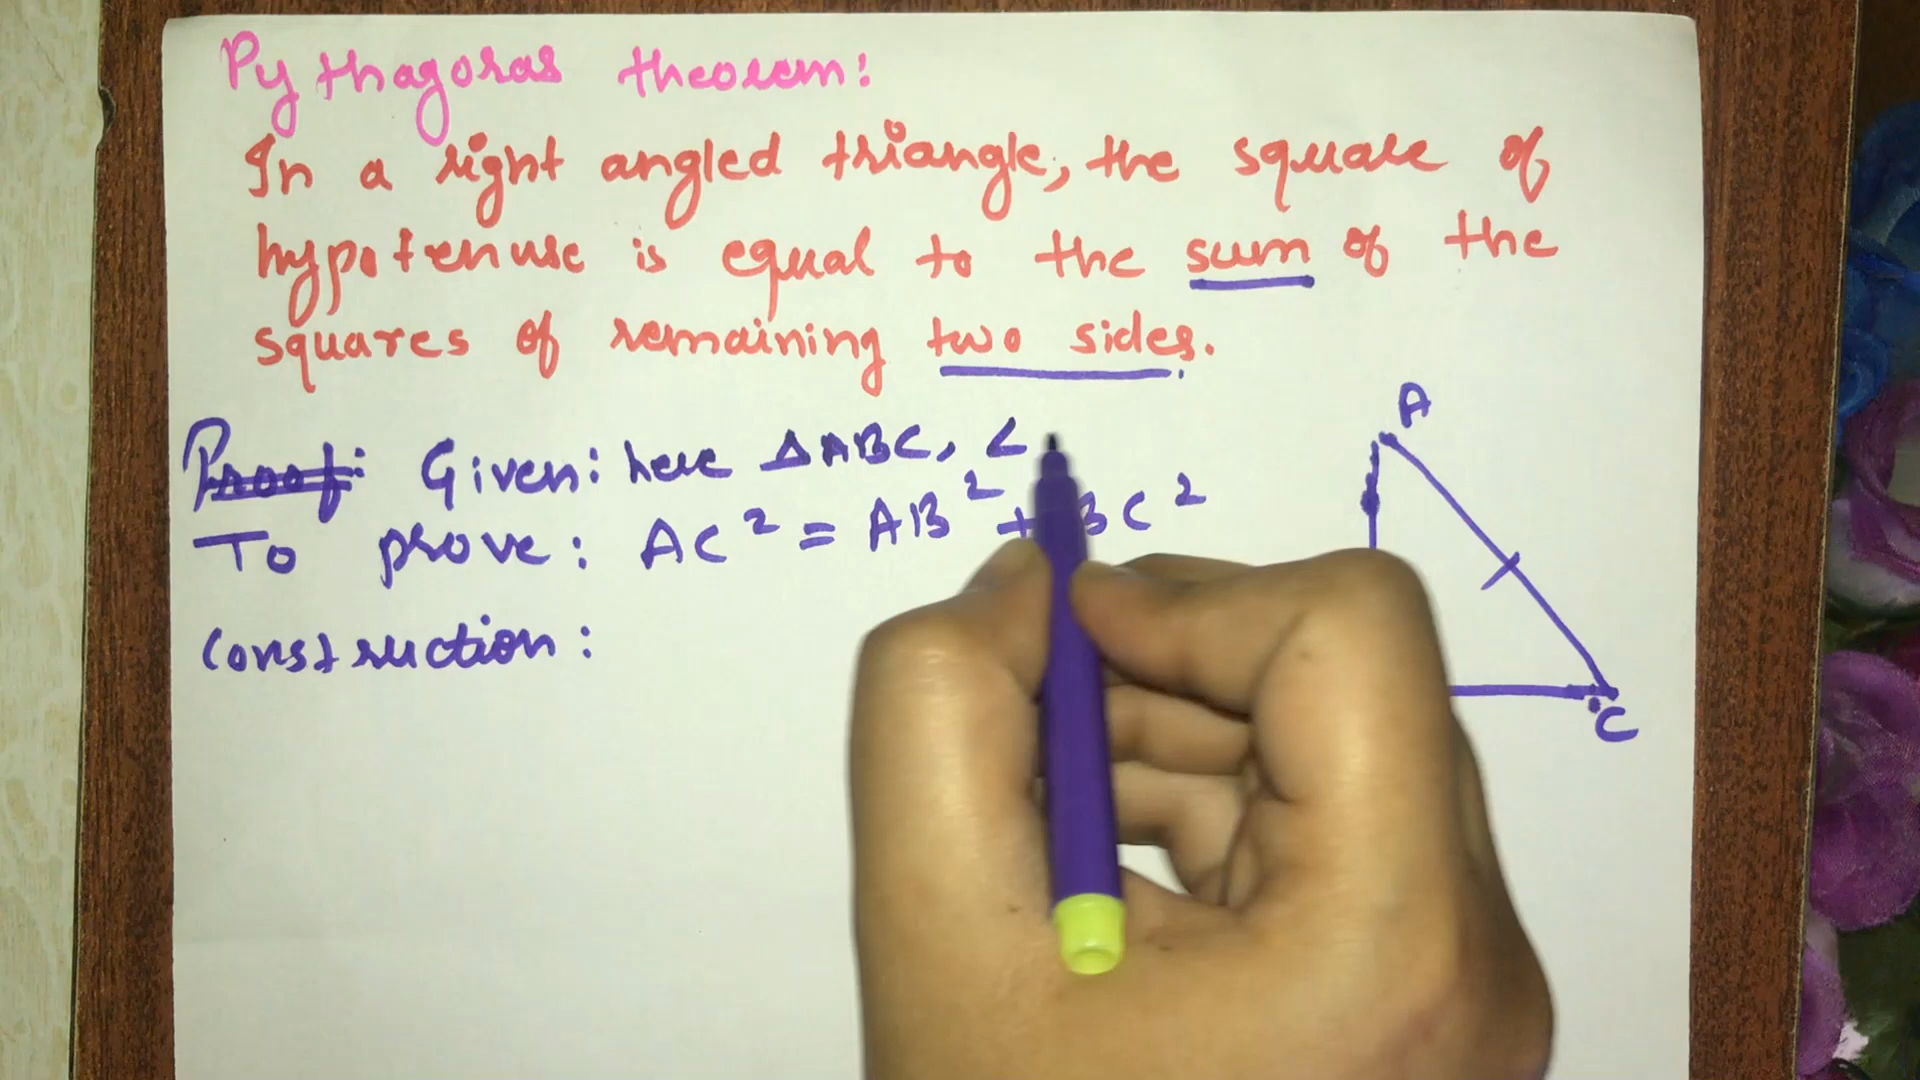 Pythagoras theorem:
In a right angled triangle, the square of
hypotenuse is equal to the sum of the
squares of remaining two sides.
Proof: Given: here ΔABC, ∠
To prove: AC² = AB² + BC²
Construction:
A
C